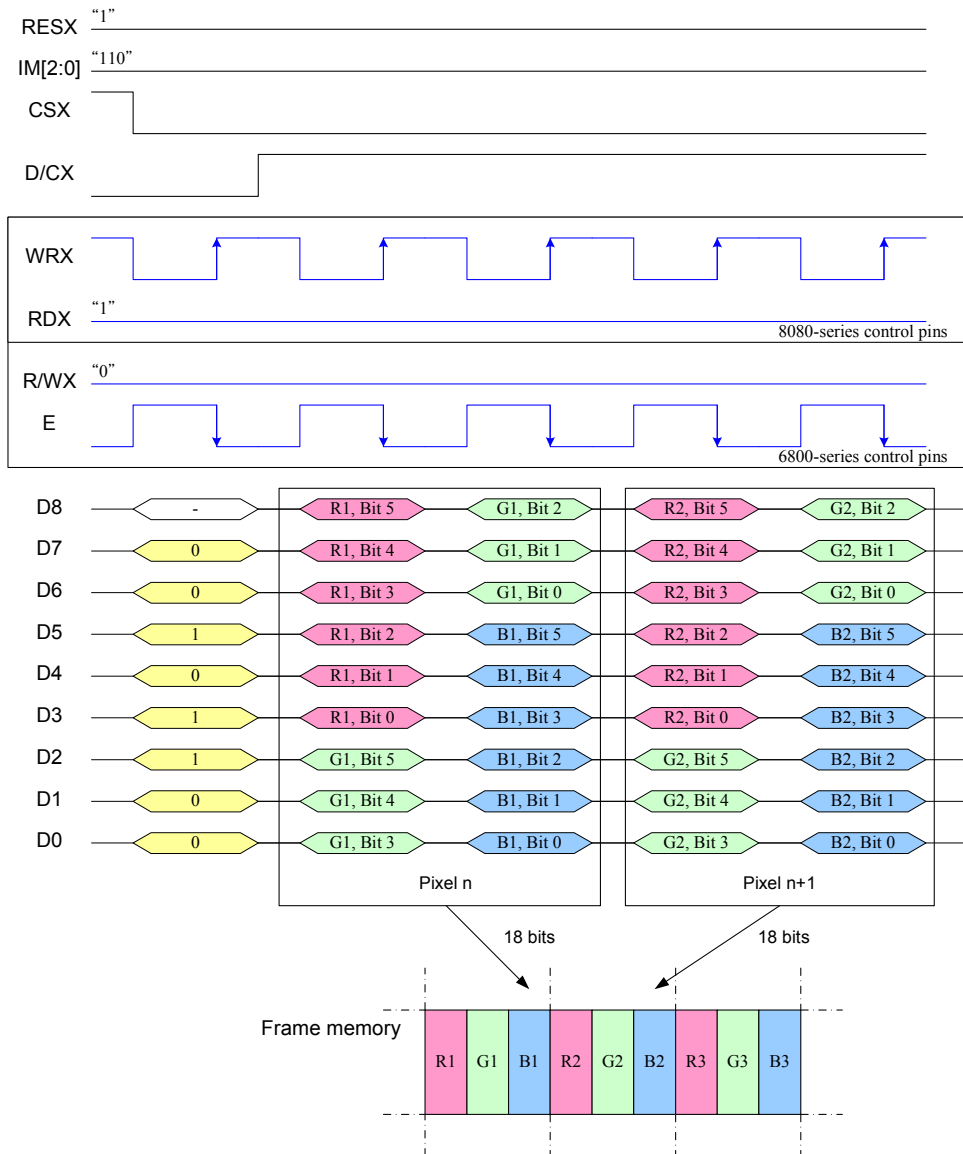 RESX “1”
IM[2:0] “110”
CSX
D/CX
WRX
RDX “1”
8080-series control pins
R/WX “0”
E
6800-series control pins
D8 - R1, Bit 5 G1, Bit 2 R2, Bit 5 G2, Bit 2
D7 0 R1, Bit 4 G1, Bit 1 R2, Bit 4 G2, Bit 1
D6 0 R1, Bit 3 G1, Bit 0 R2, Bit 3 G2, Bit 0
D5 1 R1, Bit 2 B1, Bit 5 R2, Bit 2 B2, Bit 5
D4 0 R1, Bit 1 B1, Bit 4 R2, Bit 1 B2, Bit 4
D3 1 R1, Bit 0 B1, Bit 3 R2, Bit 0 B2, Bit 3
D2 1 G1, Bit 5 B1, Bit 2 G2, Bit 5 B2, Bit 2
D1 0 G1, Bit 4 B1, Bit 1 G2, Bit 4 B2, Bit 1
D0 0 G1, Bit 3 B1, Bit 0 G2, Bit 3 B2, Bit 0
Pixel n Pixel n+1
18 bits 18 bits
Frame memory
R1 G1 B1 R2 G2 B2 R3 G3 B3